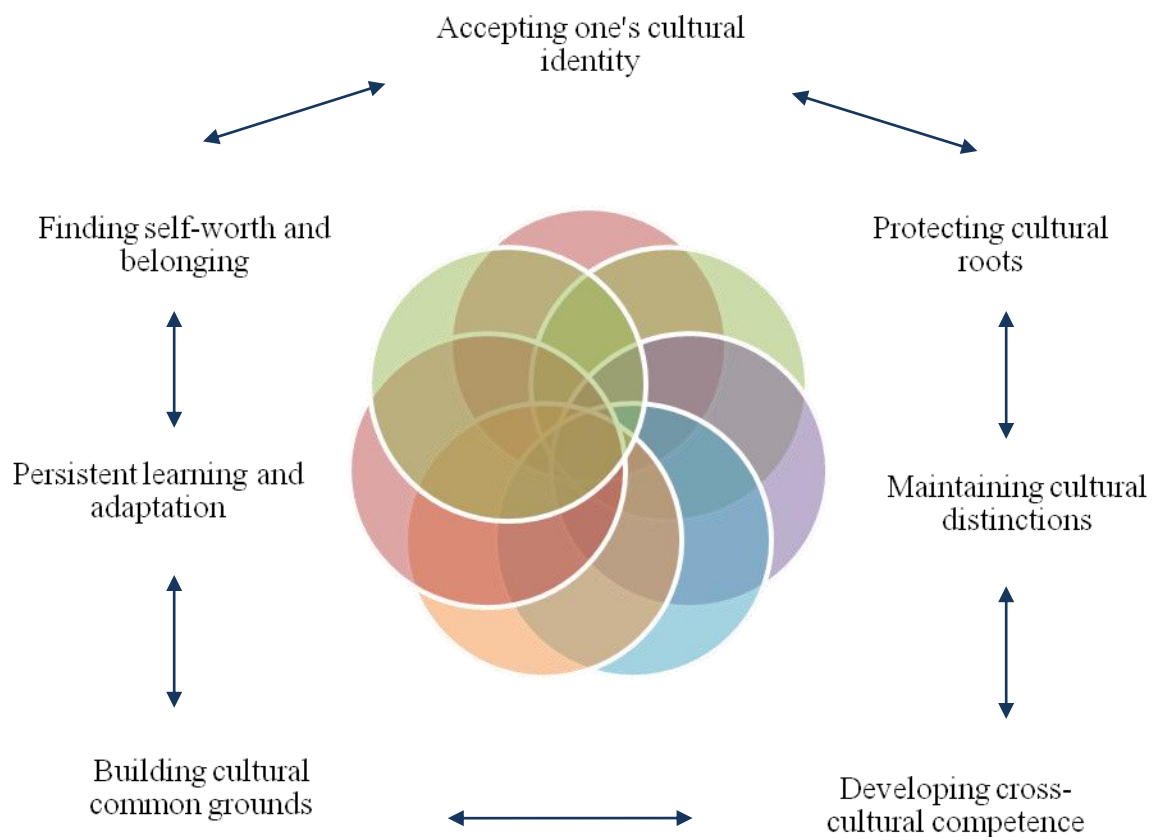 Accepting one's cultural
identity
Finding self-worth and
belonging
Protecting cultural
roots
Persistent learning and
adaptation
Maintaining cultural
distinctions
Building cultural
common grounds
Developing cross-
cultural competence